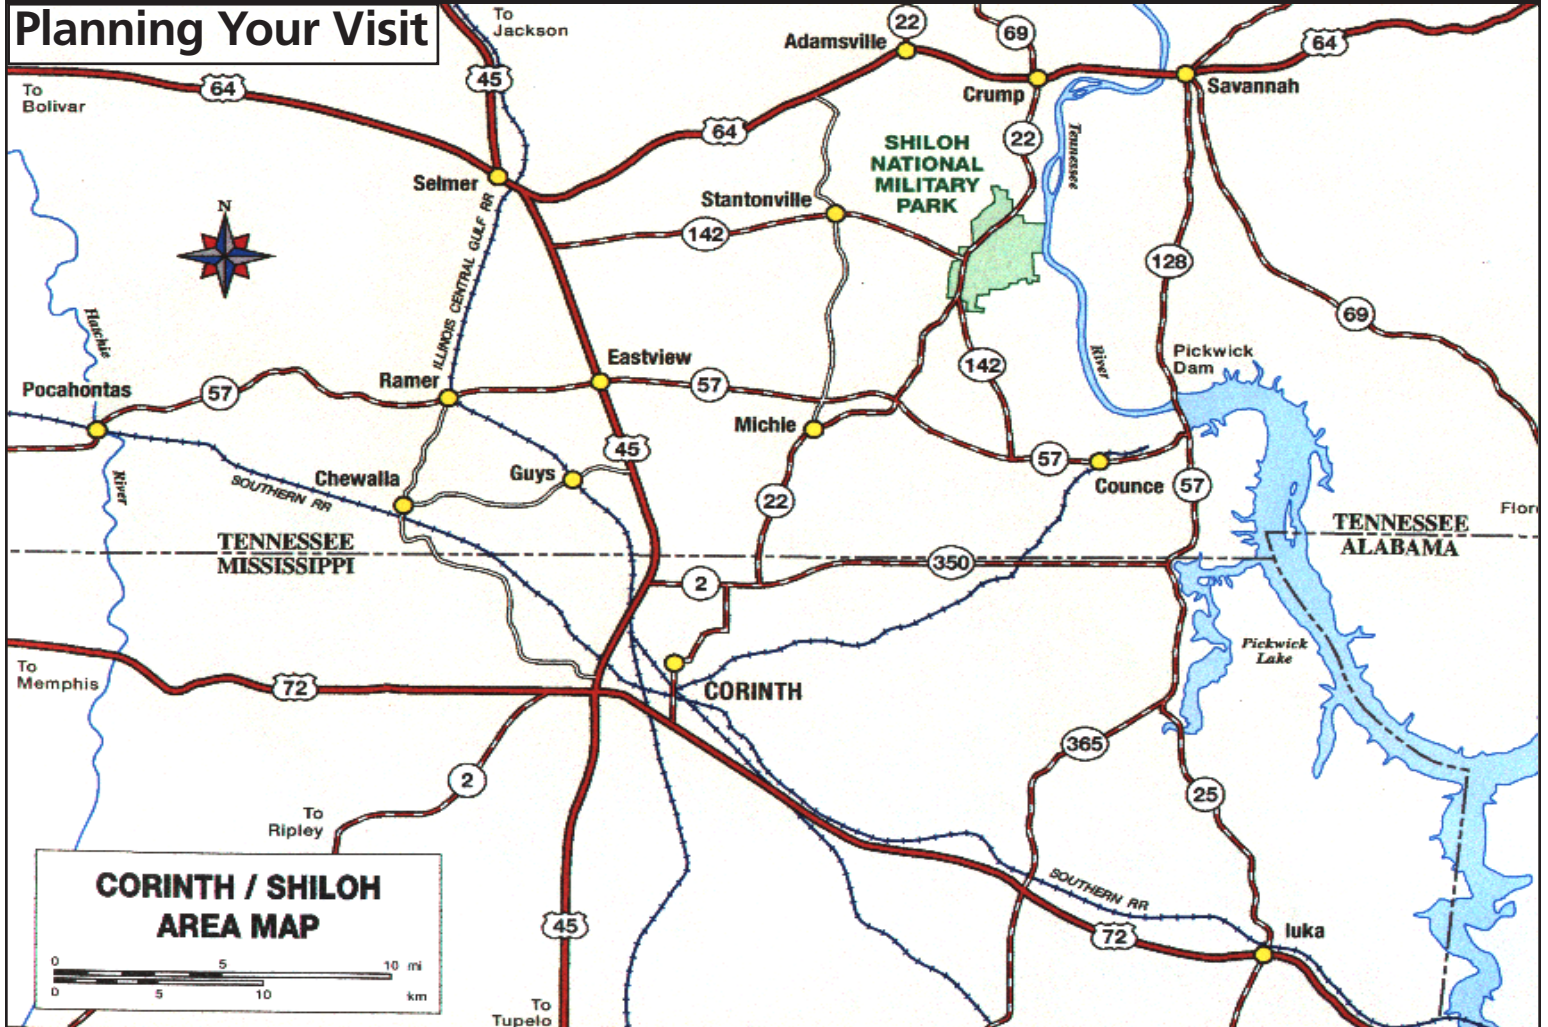 Planning Your Visit
To
Jackson
22
69
Adamsville
64
45
To
Bolivar
64
Crump
Savannah
64
22
Tennessee
SHILOH
NATIONAL
MILITARY
PARK
Selmer
Stantonville
ILLINOIS CENTRAL GULF RR
N
142
128
Hatchie
69
Pickwick
Dam
River
Eastview
142
Pocahontas
57
Ramer
57
Michie
45
57
Counce
57
River
SOUTHERN RR
Chewalla
Guys
22
Flor
TENNESSEE
MISSISSIPPI
TENNESSEE
ALABAMA
2
350
Pickwick
Lake
To
Memphis
72
CORINTH
365
2
25
To
Ripley
CORINTH / SHILOH
AREA MAP
0 5 10 mi
0 5 10 km
SOUTHERN RR
45
72
Iuka
To
Tupelo